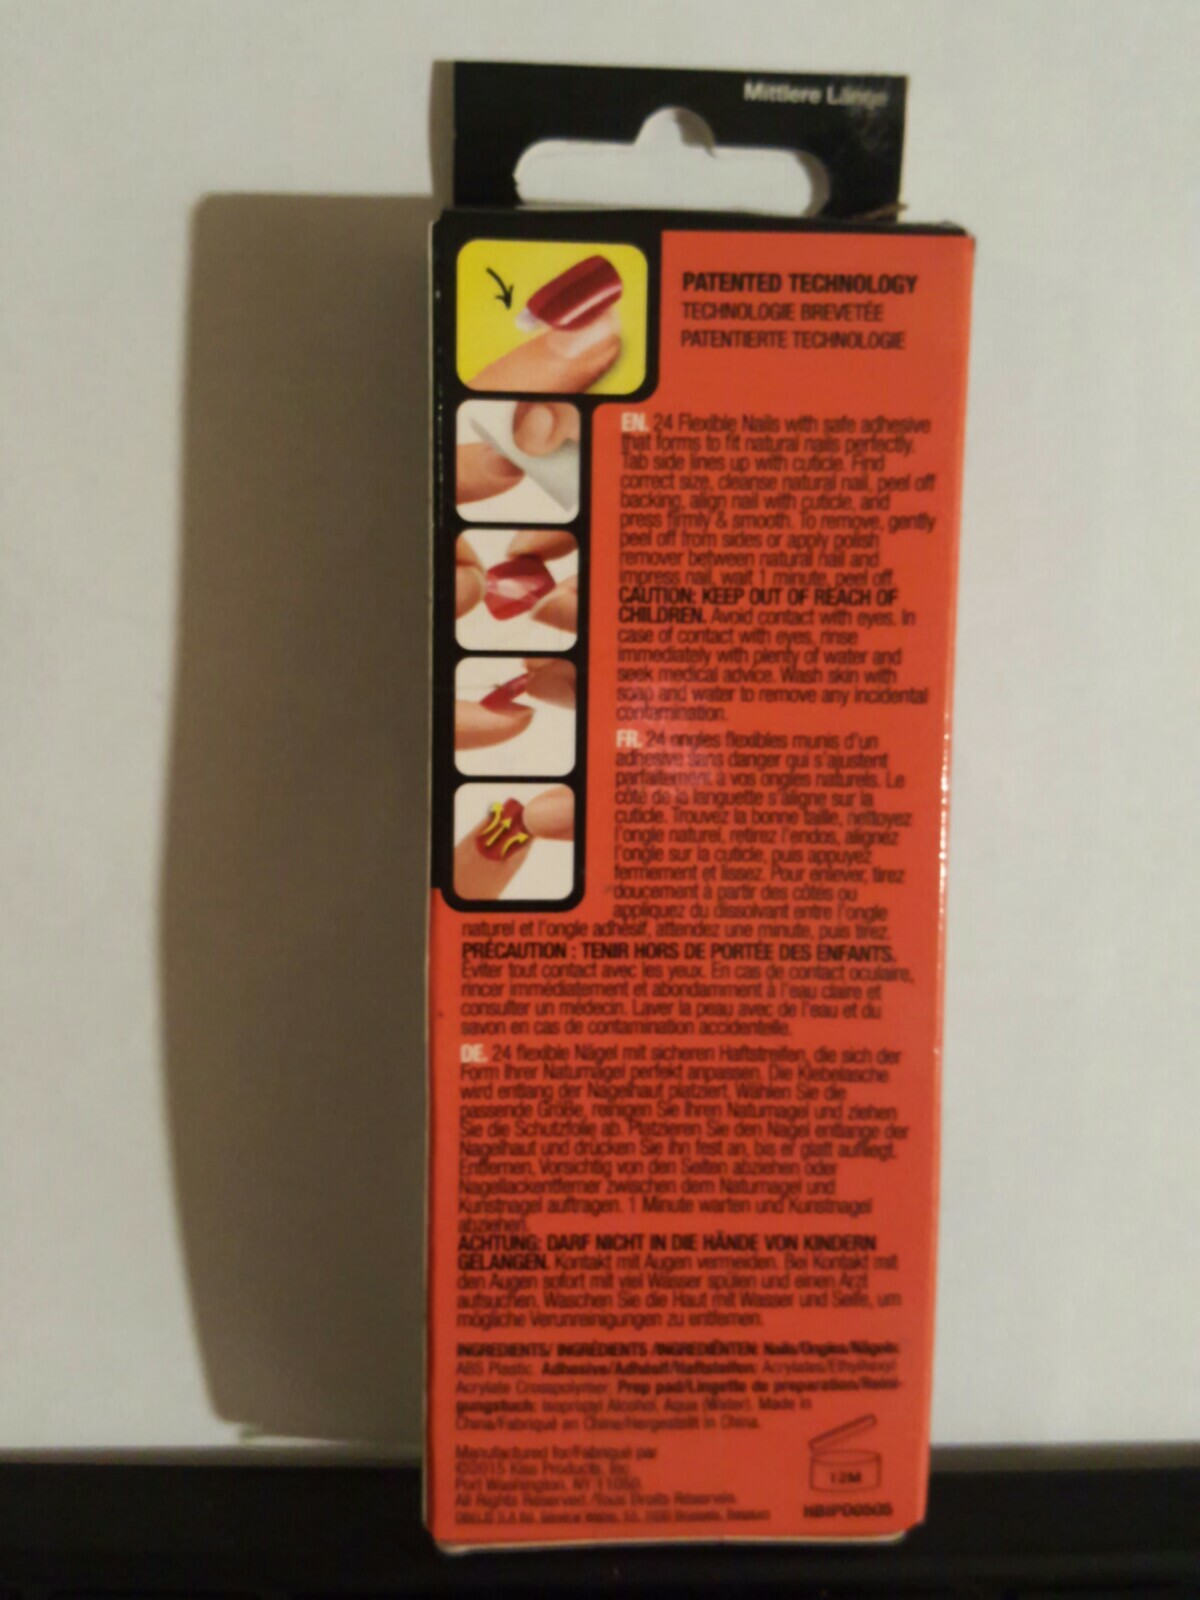 Mittlere Länge
PATENTED TECHNOLOGY
TECHNOLOGIE BREVETÉE
PATENTIERTE TECHNOLOGIE
EN. 24 Flexible Nails with safe adhesive
that forms to fit natural nails perfectly.
Tab side lines up with cuticle. Find
correct size, cleanse natural nail, peel off
backing, align nail with cuticle, and
press firmly & smooth. To remove, gently
peel off from sides or apply polish
remover between natural nail and
impress nail, wait 1 minute, peel off.
CAUTION: KEEP OUT OF REACH OF
CHILDREN. Avoid contact with eyes. In
case of contact with eyes, rinse
immediately with plenty of water and
seek medical advice. Wash skin with
soap and water to remove any incidental
contamination.
FR. 24 ongles flexibles munis d'un
adhésive sans danger qui s'ajustent
parfaitement à vos ongles naturels. Le
côté de la languette s'aligne sur la
cuticle. Trouvez la bonne taille, nettoyez
l'ongle naturel, retirez l'endos, alignez
l'ongle sur la cuticle, puis appuyez
fermement et lissez. Pour enlever, tirez
doucement à partir des côtés ou
appliquez du dissolvant entre l'ongle
naturel et l'ongle adhésif, attendez une minute, puis tirez.
PRÉCAUTION : TENIR HORS DE PORTÉE DES ENFANTS.
Éviter tout contact avec les yeux. En cas de contact oculaire,
rincer immédiatement et abondamment à l'eau claire et
consulter un médecin. Laver la peau avec de l'eau et du
savon en cas de contamination accidentelle.
DE. 24 flexible Nägel mit sicheren Haftstreifen, die sich der
Form Ihrer Naturnägel perfekt anpassen. Die Klebelasche
wird entlang der Nagelhaut platziert. Wählen Sie die
passende Größe, reinigen Sie Ihren Naturnagel und ziehen
Sie die Schutzfolie ab. Platzieren Sie den Nagel entlange der
Nagelhaut und drücken Sie ihn fest an, bis er glatt aufliegt.
Entfernen, Vorsichtig von den Seiten abziehen oder
Nagellackentferner zwischen dem Naturnagel und
Kunstnagel auftragen. 1 Minute warten und Kunstnagel
abziehen.
ACHTUNG: DARF NICHT IN DIE HÄNDE VON KINDERN
GELANGEN. Kontakt mit Augen vermeiden. Bei Kontakt mit
den Augen sofort mit viel Wasser spülen und einen Arzt
aufsuchen. Waschen Sie die Haut mit Wasser und Seife, um
mögliche Verunreinigungen zu entfernen.
INGREDIENTS/ INGRÉDIENTS /INGREDIËNTEN: Nails/Ongles/Nägels:
ABS Plastic. Adhesive/Adhésif/Haftstreifen: Acrylates/Ethylhexyl
Acrylate Crosspolymer. Prep pad/Lingette de préparation/Reini-
gungstuch: Isopropyl Alcohol, Aqua (Water). Made in
China/Fabriqué en Chine/Hergestellt in China.
Manufactured for/Fabriqué par
©2015 Kiss Products, Inc.
Port Washington, NY 11050.
All Rights Reserved./Tous Droits Réservés.
12M